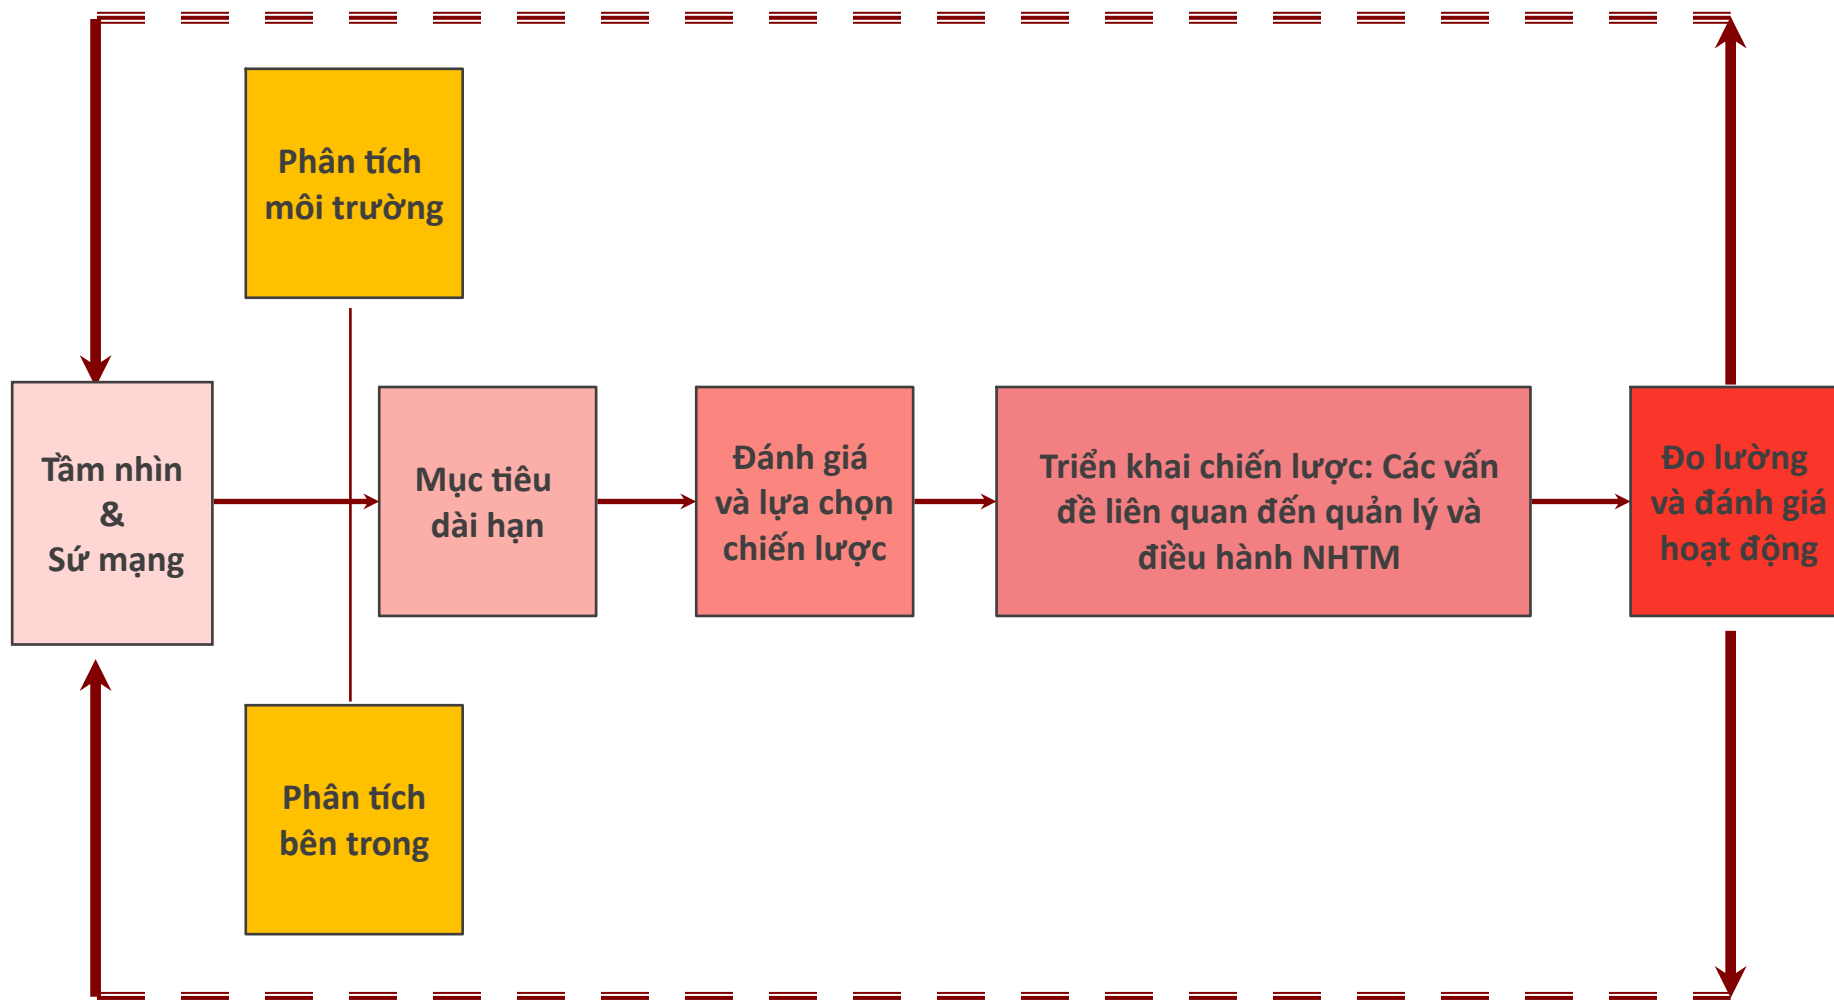 Phân tích
môi trường
Tầm nhìn
&
Sứ mạng
Mục tiêu
dài hạn
Đánh giá
và lựa chọn
chiến lược
Triển khai chiến lược: Các vấn
đề liên quan đến quản lý và
điều hành NHTM
Đo lường
và đánh giá
hoạt động
Phân tích
bên trong